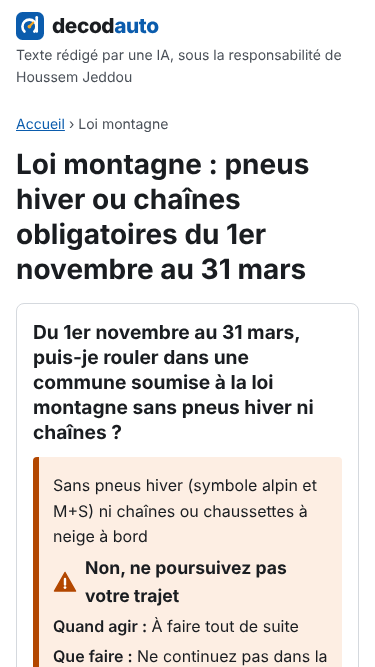 decodauto
Texte rédigé par une IA, sous la responsabilité de
Houssem Jeddou
Accueil › Loi montagne
Loi montagne : pneus
hiver ou chaînes
obligatoires du 1er
novembre au 31 mars
Du 1er novembre au 31 mars,
puis-je rouler dans une
commune soumise à la loi
montagne sans pneus hiver ni
chaînes ?
Sans pneus hiver (symbole alpin et
M+S) ni chaînes ou chaussettes à
neige à bord
Non, ne poursuivez pas
votre trajet
Quand agir : À faire tout de suite
Que faire : Ne continuez pas dans la